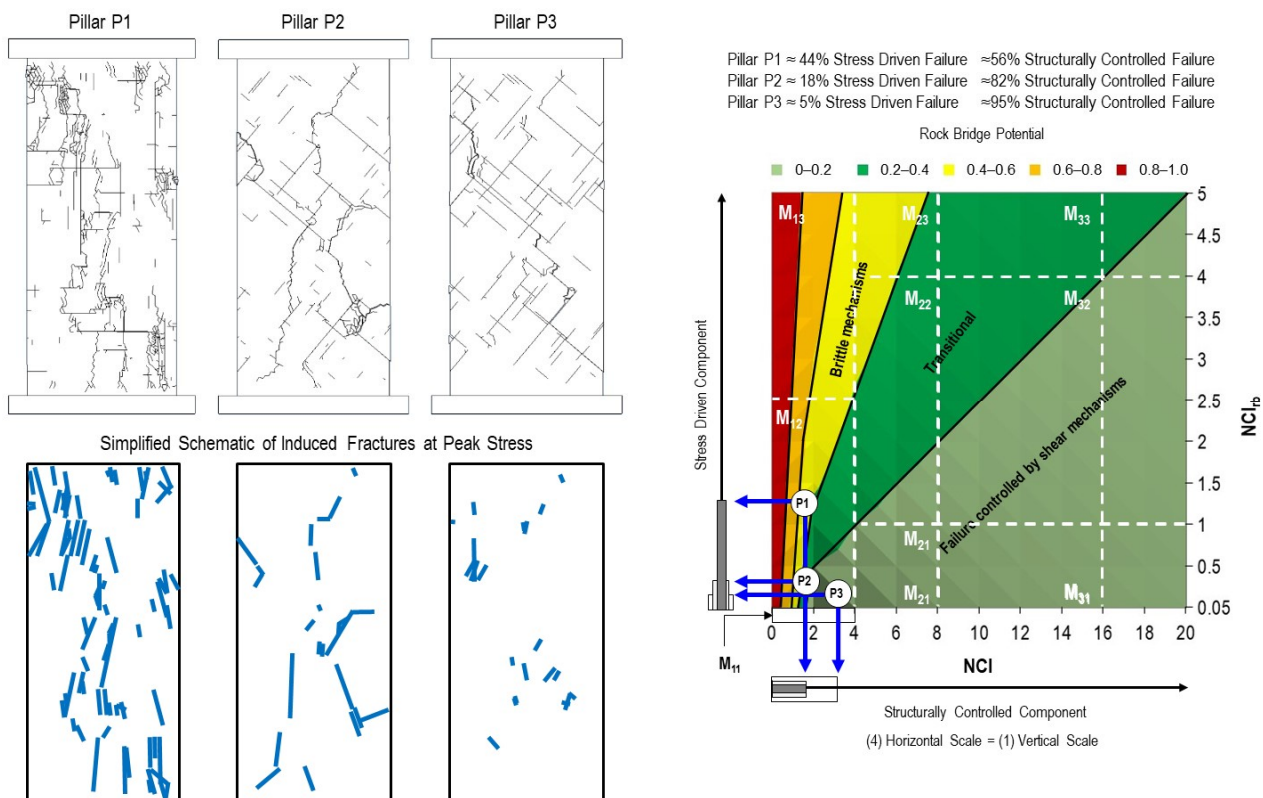 Pillar P1
Pillar P2
Pillar P3
Simplified Schematic of Induced Fractures at Peak Stress
Pillar P1 ≈ 44% Stress Driven Failure ≈56% Structurally Controlled Failure
Pillar P2 ≈ 18% Stress Driven Failure ≈82% Structurally Controlled Failure
Pillar P3 ≈ 5% Stress Driven Failure ≈95% Structurally Controlled Failure
Rock Bridge Potential
0–0.2 0.2–0.4 0.4–0.6 0.6–0.8 0.8–1.0
Stress Driven Component
M13
M23
M33
M22
M32
M12
M21
M21
M31
M11
Brittle mechanisms
Transitional
Failure controlled by shear mechanisms
P1
P2
P3
5
4.5
4
3.5
3
2.5
2
1.5
1
0.5
0.05
NCIrb
0 2 4 6 8 10 12 14 16 18 20
NCI
Structurally Controlled Component
(4) Horizontal Scale = (1) Vertical Scale